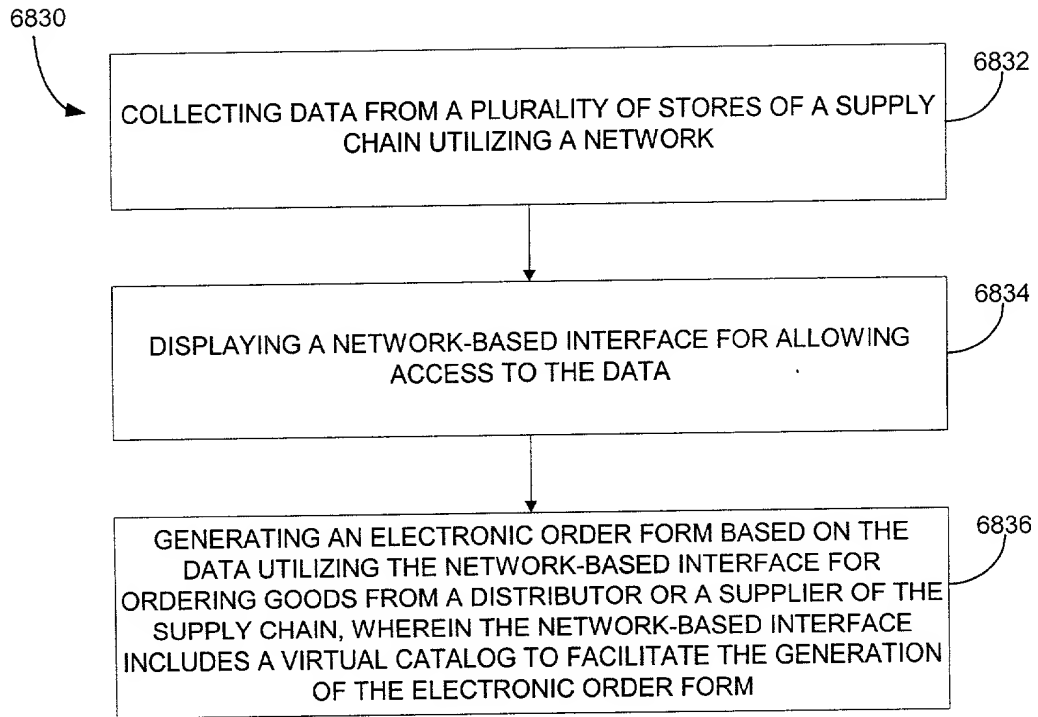 6830
6832
COLLECTING DATA FROM A PLURALITY OF STORES OF A SUPPLY
CHAIN UTILIZING A NETWORK
6834
DISPLAYING A NETWORK-BASED INTERFACE FOR ALLOWING
ACCESS TO THE DATA
6836
GENERATING AN ELECTRONIC ORDER FORM BASED ON THE
DATA UTILIZING THE NETWORK-BASED INTERFACE FOR
ORDERING GOODS FROM A DISTRIBUTOR OR A SUPPLIER OF THE
SUPPLY CHAIN, WHEREIN THE NETWORK-BASED INTERFACE
INCLUDES A VIRTUAL CATALOG TO FACILITATE THE GENERATION
OF THE ELECTRONIC ORDER FORM